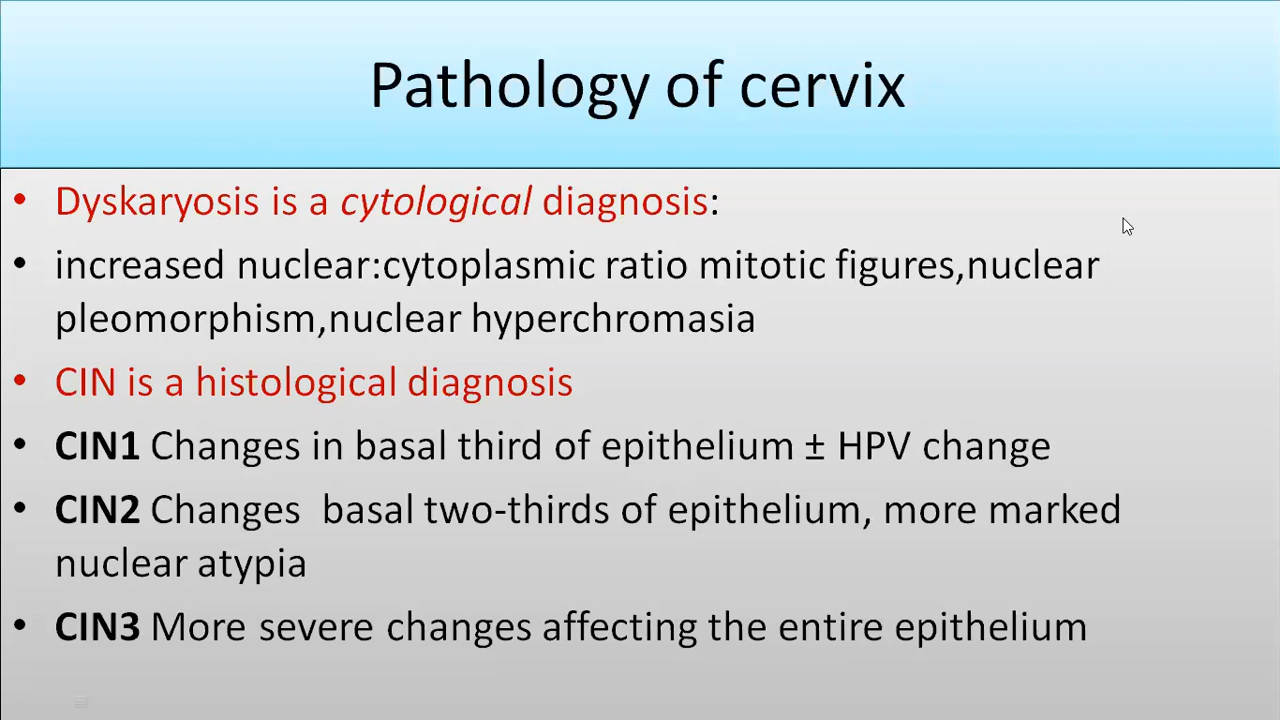 Pathology of cervix
• Dyskaryosis is a cytological diagnosis:
• increased nuclear:cytoplasmic ratio mitotic figures,nuclear
pleomorphism,nuclear hyperchromasia
• CIN is a histological diagnosis
• CIN1 Changes in basal third of epithelium ± HPV change
• CIN2 Changes  basal two-thirds of epithelium, more marked
nuclear atypia
• CIN3 More severe changes affecting the entire epithelium